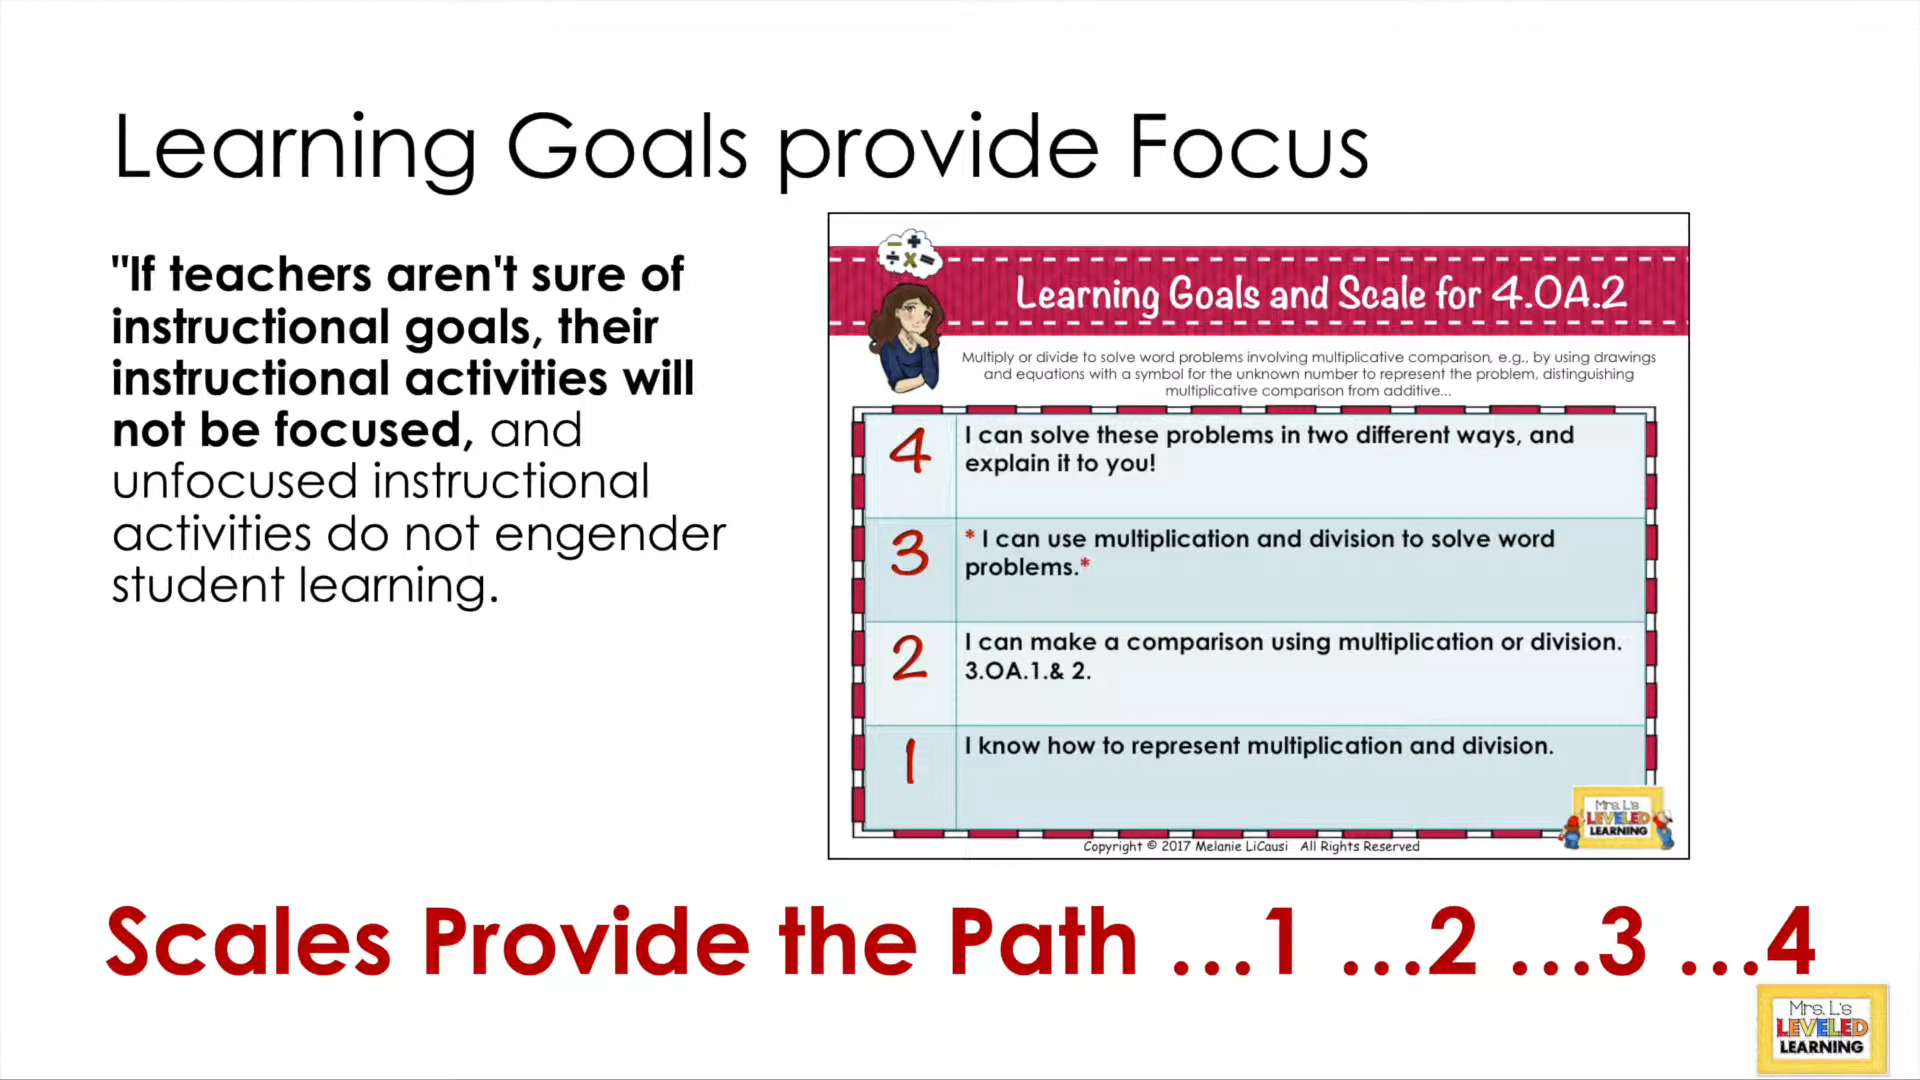 Learning Goals provide Focus
"If teachers aren't sure of
instructional goals, their
instructional activities will
not be focused, and
unfocused instructional
activities do not engender
student learning.
Learning Goals and Scale for 4.OA.2
Multiply or divide to solve word problems involving multiplicative comparison, e.g., by using drawings
and equations with a symbol for the unknown number to represent the problem, distinguishing
multiplicative comparison from additive...
4 I can solve these problems in two different ways, and
explain it to you!
3 * I can use multiplication and division to solve word
problems.*
2 I can make a comparison using multiplication or division.
3.OA.1.& 2.
1 I know how to represent multiplication and division.
Mrs. L's
LEVELED
LEARNING
Copyright © 2017 Melanie LiCausi All Rights Reserved
Scales Provide the Path ...1 ...2 ...3 ...4
Mrs. L's
LEVELED
LEARNING